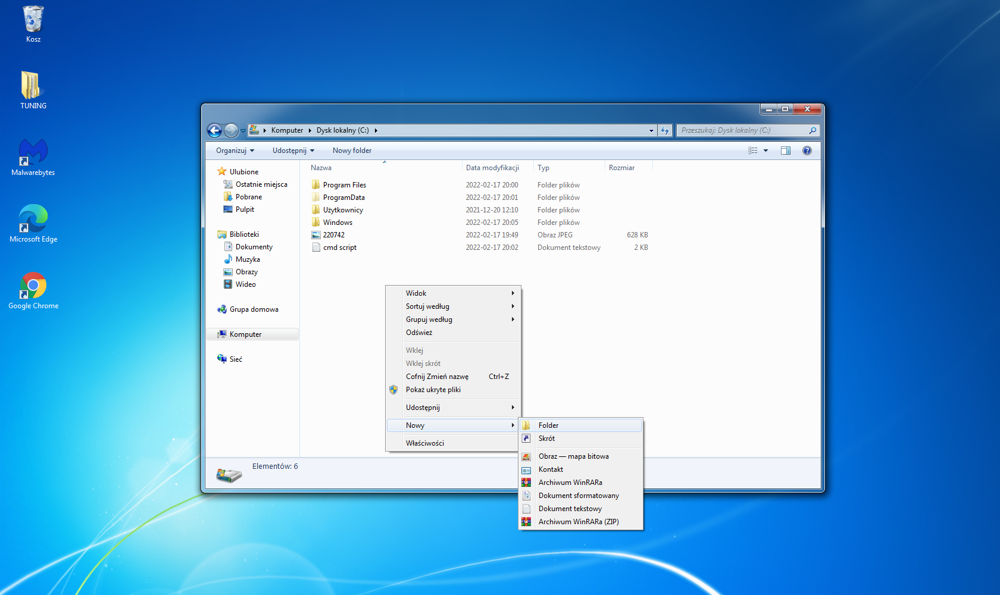 Kosz
TUNING
Malwarebytes
Microsoft Edge
Google Chrome
Komputer Dysk lokalny (C:)
Przeszukaj: Dysk lokalny (C:)
Organizuj Udostępnij Nowy folder
Ulubione
Ostatnie miejsca
Pobrane
Pulpit
Biblioteki
Dokumenty
Muzyka
Obrazy
Wideo
Grupa domowa
Komputer
Sieć
Nazwa Data modyfikacji Typ Rozmiar
Program Files 2022-02-17 20:00 Folder plików
ProgramData 2022-02-17 20:01 Folder plików
Użytkownicy 2021-12-20 12:10 Folder plików
Windows 2022-02-17 20:05 Folder plików
220742 2022-02-17 19:49 Obraz JPEG 628 KB
cmd script 2022-02-17 20:02 Dokument tekstowy 2 KB
Widok
Sortuj według
Grupuj według
Odśwież
Wklej
Wklej skrót
Cofnij Zmień nazwę Ctrl+Z
Pokaż ukryte pliki
Udostępnij
Nowy
Właściwości
Folder
Skrót
Obraz — mapa bitowa
Kontakt
Archiwum WinRARa
Dokument sformatowany
Dokument tekstowy
Archiwum WinRARa (ZIP)
Elementów: 6